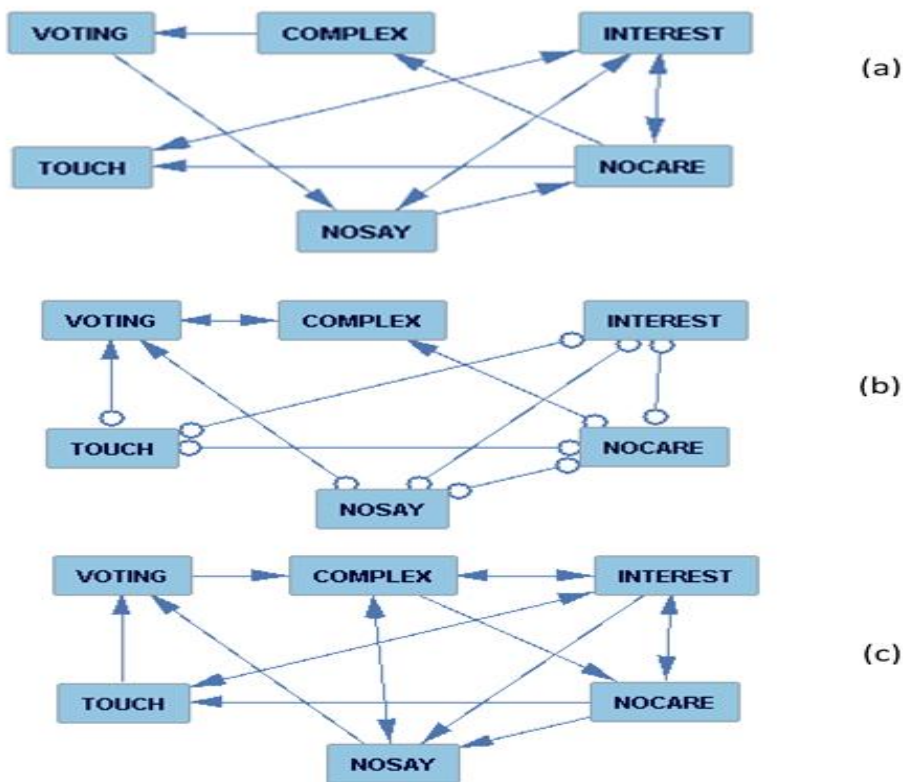 VOTING COMPLEX INTEREST
(a)
TOUCH NOCARE
NOSAY
VOTING COMPLEX INTEREST
(b)
TOUCH NOCARE
NOSAY
VOTING COMPLEX INTEREST
(c)
TOUCH NOCARE
NOSAY